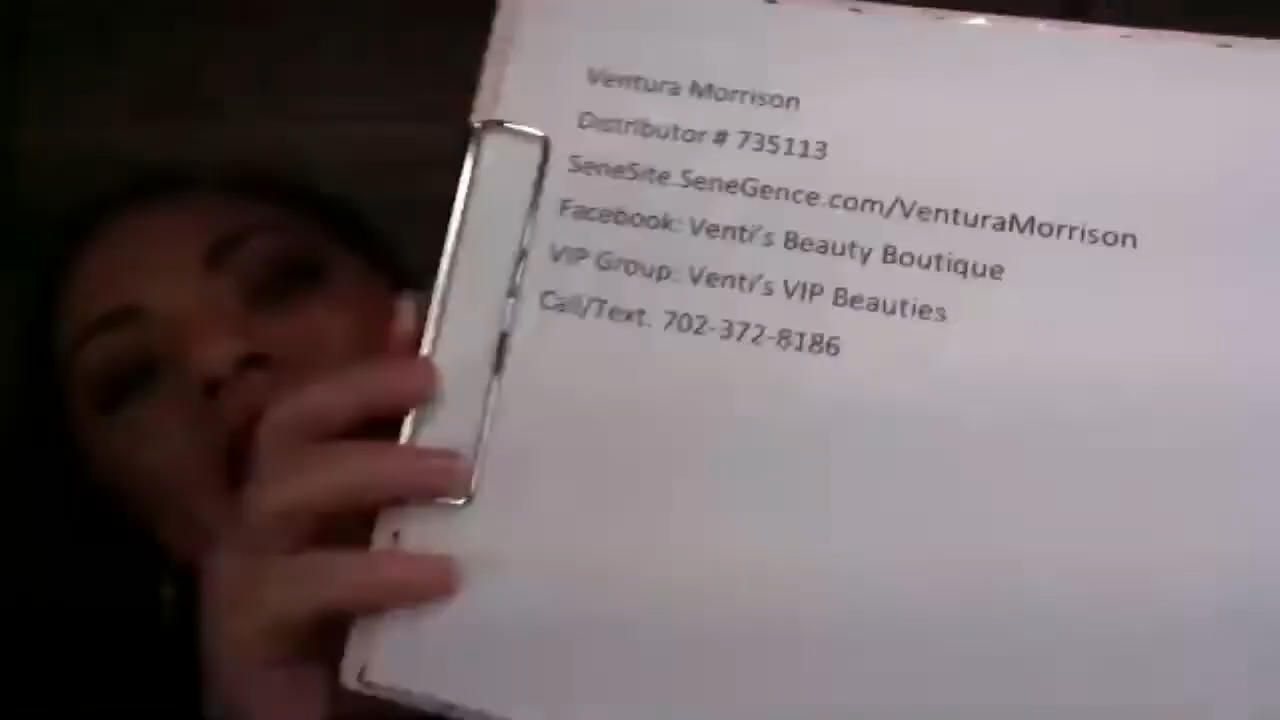 Ventura Morrison
Distributor # 735113
SeneSite.SeneGence.com/VenturaMorrison
Facebook: Venti's Beauty Boutique
VIP Group: Venti's VIP Beauties
Call/Text. 702-372-8186